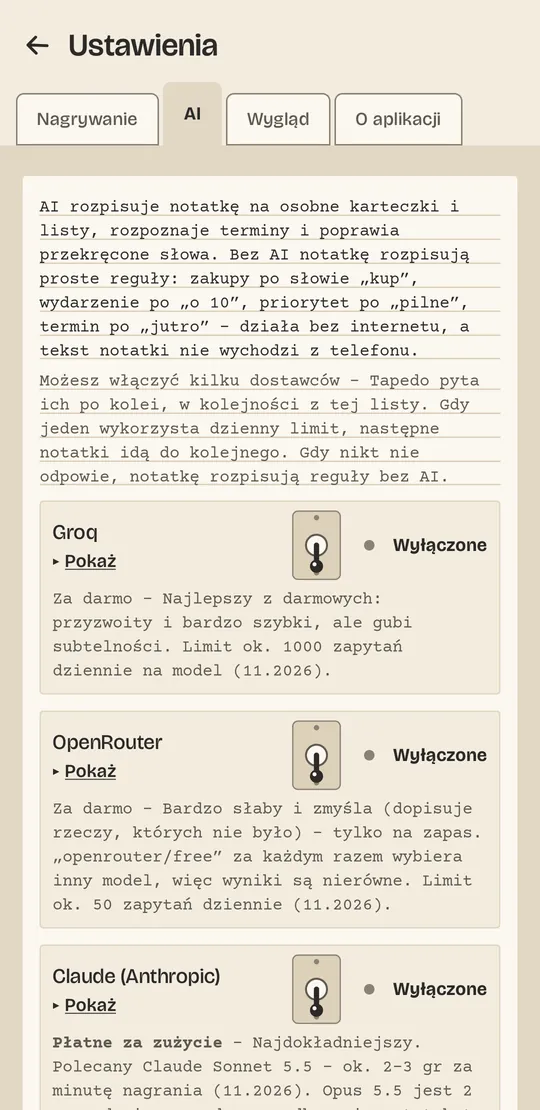 Ustawienia
Nagrywanie
AI
Wygląd
O aplikacji
AI rozpisuje notatkę na osobne karteczki i
listy, rozpoznaje terminy i poprawia
przekręcone słowa. Bez AI notatkę rozpisują
proste reguły: zakupy po słowie „kup”,
wydarzenie po „o 10”, priorytet po „pilne”,
termin po „jutro” – działa bez internetu, a
tekst notatki nie wychodzi z telefonu.
Możesz włączyć kilku dostawców – Tapedo pyta
ich po kolei, w kolejności z tej listy. Gdy
jeden wykorzysta dzienny limit, następne
notatki idą do kolejnego. Gdy nikt nie
odpowie, notatkę rozpisują reguły bez AI.
Groq
▸ Pokaż
Wyłączone
Za darmo – Najlepszy z darmowych:
przyzwoity i bardzo szybki, ale gubi
subtelności. Limit ok. 1000 zapytań
dziennie na model (11.2026).
OpenRouter
▸ Pokaż
Wyłączone
Za darmo – Bardzo słaby i zmyśla (dopisuje
rzeczy, których nie było) – tylko na zapas.
„openrouter/free” za każdym razem wybiera
inny model, więc wyniki są nierówne. Limit
ok. 50 zapytań dziennie (11.2026).
Claude (Anthropic)
▸ Pokaż
Wyłączone
Płatne za zużycie – Najdokładniejszy.
Polecany Claude Sonnet 5.5 – ok. 2–3 gr za
minutę nagrania (11.2026). Opus 5.5 jest 2